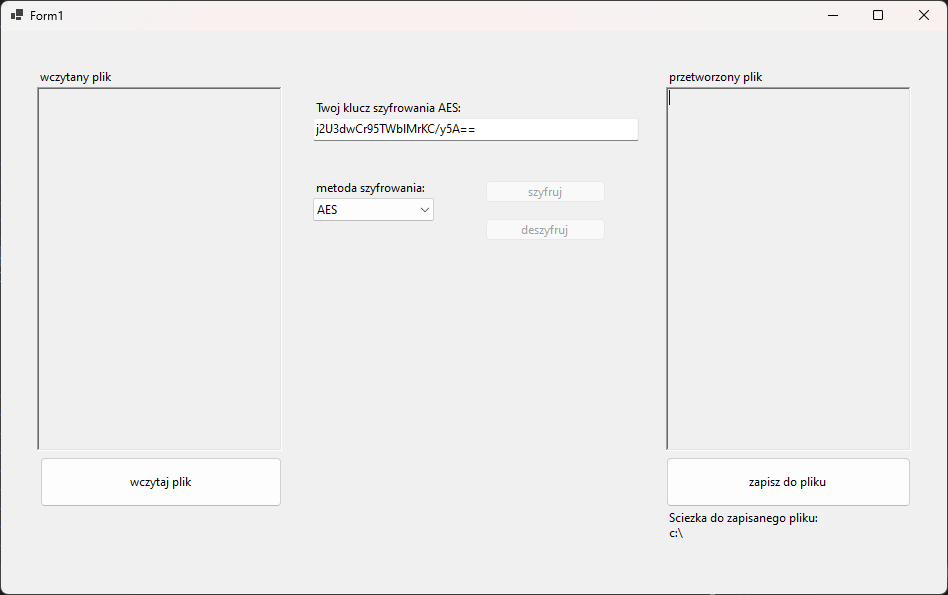 Form1
wczytany plik
przetworzony plik
Twoj klucz szyfrowania AES:
j2U3dwCr95TWbIMrKC/y5A==
metoda szyfrowania:
szyfruj
AES
deszyfruj
wczytaj plik
zapisz do pliku
Sciezka do zapisanego pliku:
c:\